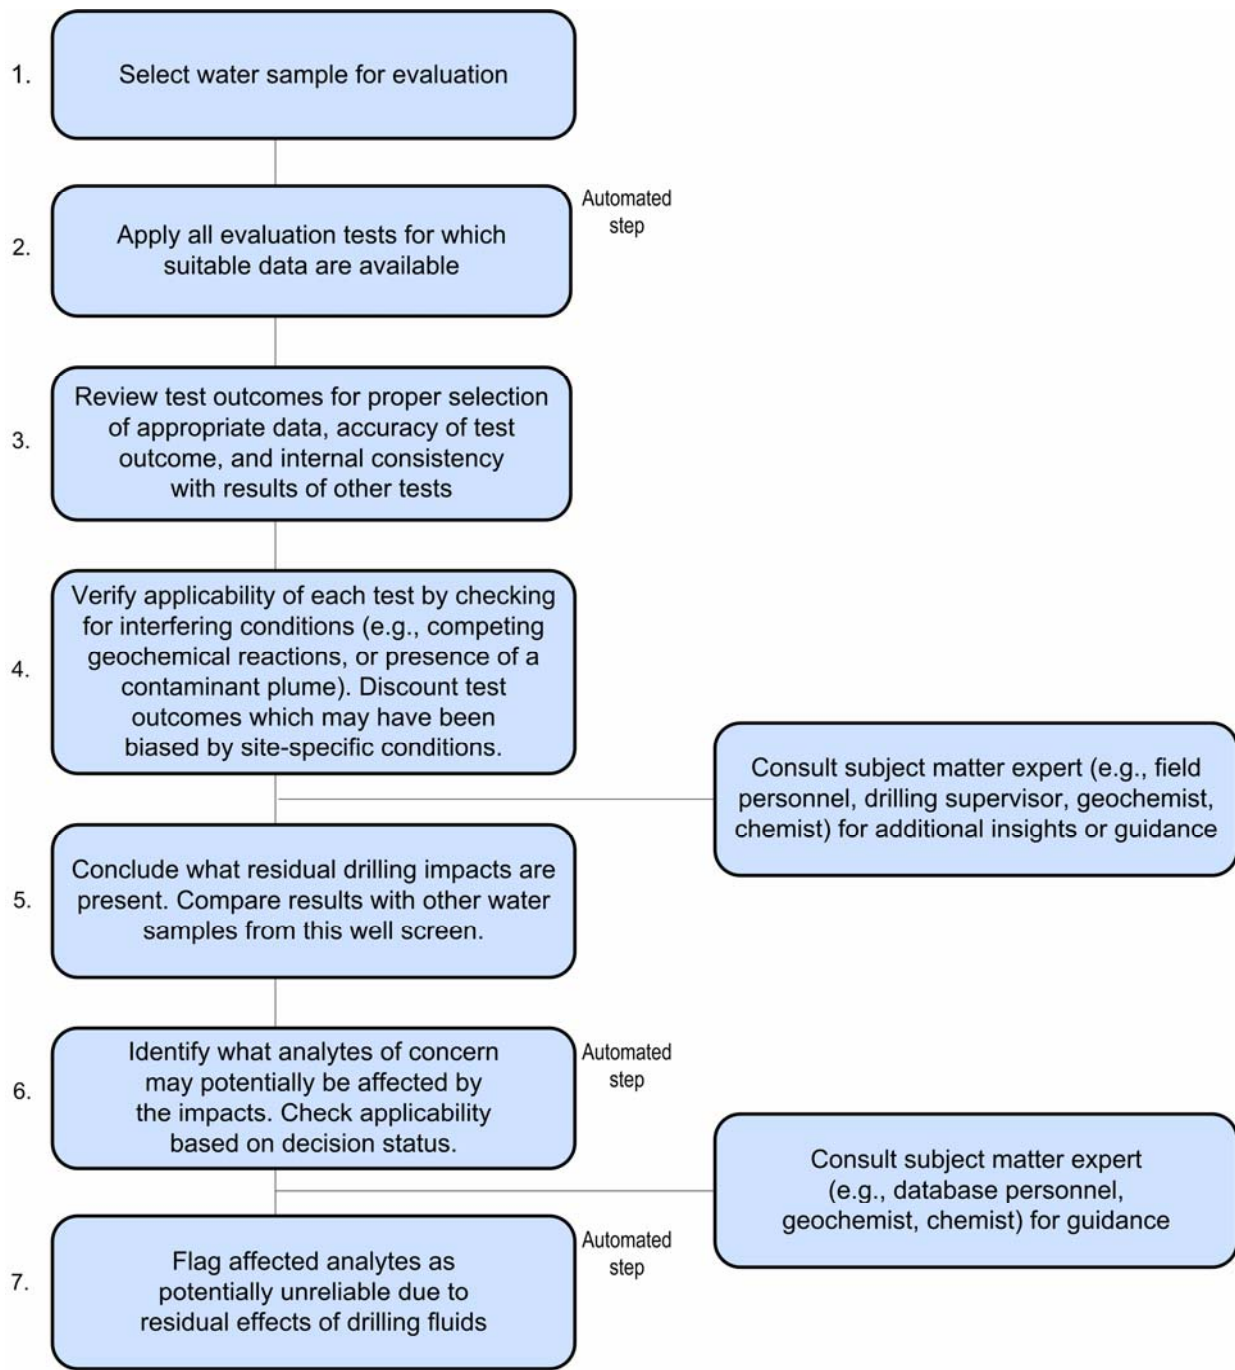 1.
Select water sample for evaluation
2.
Apply all evaluation tests for which
suitable data are available
Automated
step
3.
Review test outcomes for proper selection
of appropriate data, accuracy of test
outcome, and internal consistency
with results of other tests
4.
Verify applicability of each test by checking
for interfering conditions (e.g., competing
geochemical reactions, or presence of a
contaminant plume). Discount test
outcomes which may have been
biased by site-specific conditions.
Consult subject matter expert (e.g., field
personnel, drilling supervisor, geochemist,
chemist) for additional insights or guidance
5.
Conclude what residual drilling impacts are
present. Compare results with other water
samples from this well screen.
6.
Identify what analytes of concern
may potentially be affected by
the impacts. Check applicability
based on decision status.
Automated
step
Consult subject matter expert
(e.g., database personnel,
geochemist, chemist) for guidance
7.
Flag affected analytes as
potentially unreliable due to
residual effects of drilling fluids
Automated
step